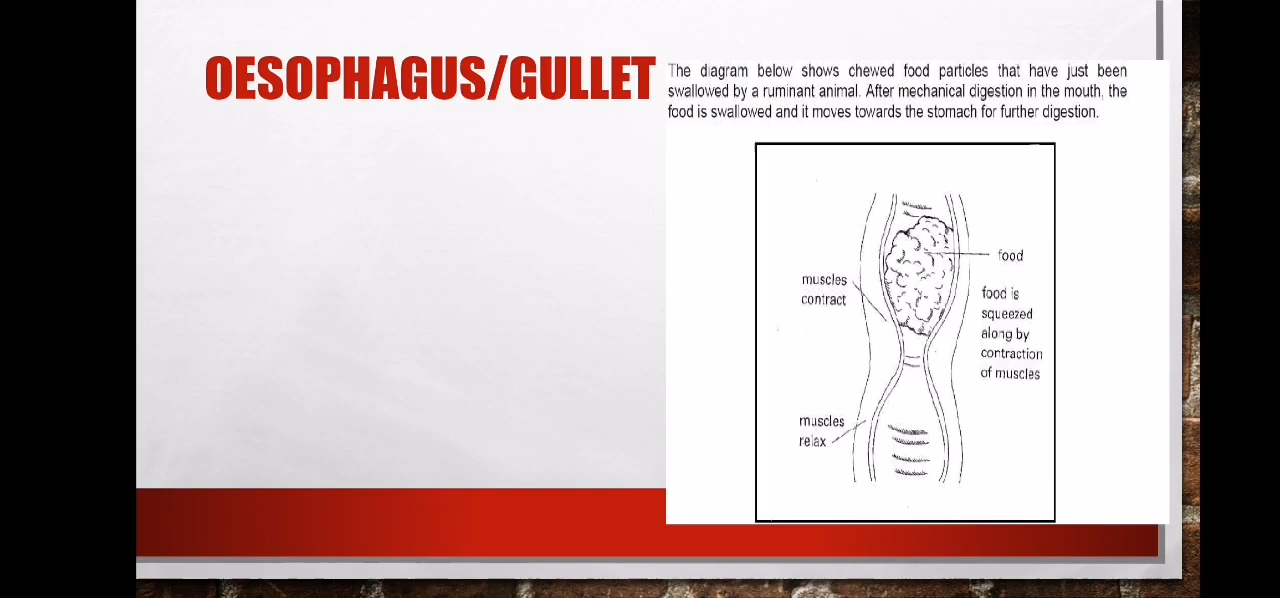 OESOPHAGUS/GULLET
The diagram below shows chewed food particles that have just been
swallowed by a ruminant animal. After mechanical digestion in the mouth, the
food is swallowed and it moves towards the stomach for further digestion.
food
muscles
contract
food is
squeezed
along by
contraction
of muscles
muscles
relax